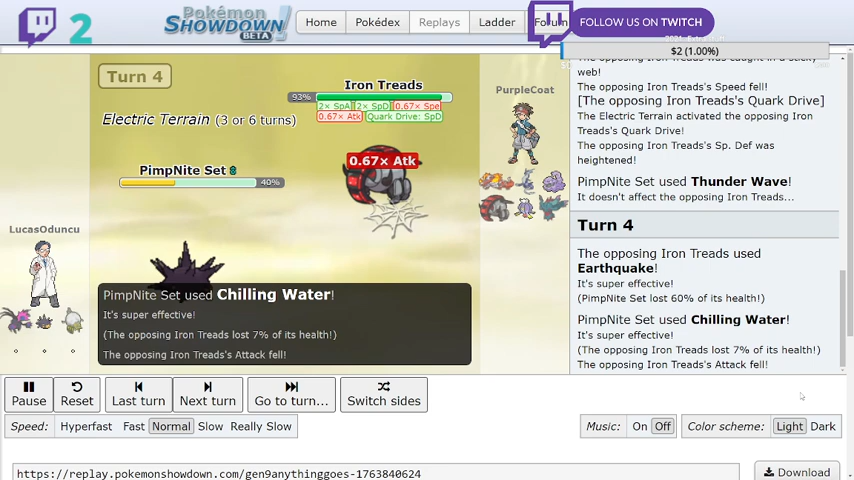 2
Pokémon
SHOWDOWN
BETA
Home
Pokédex
Replays
Ladder
Forum
FOLLOW US ON TWITCH
$2 (1.00%)
Turn 4
Electric Terrain (3 or 6 turns)
Iron Treads
93%
2× SpA 2× SpD 0.67× Spe
0.67× Atk Quark Drive: SpD
0.67× Atk
PimpNite Set
40%
LucasOduncu
PurpleCoat
PimpNite Set used Chilling Water!
It's super effective!
(The opposing Iron Treads lost 7% of its health!)
The opposing Iron Treads's Attack fell!
The opposing Iron Treads was caught in a sticky
web!
The opposing Iron Treads's Speed fell!
[The opposing Iron Treads's Quark Drive]
The Electric Terrain activated the opposing Iron
Treads's Quark Drive!
The opposing Iron Treads's Sp. Def was
heightened!
PimpNite Set used Thunder Wave!
It doesn't affect the opposing Iron Treads...
Turn 4
The opposing Iron Treads used
Earthquake!
It's super effective!
(PimpNite Set lost 60% of its health!)
PimpNite Set used Chilling Water!
It's super effective!
(The opposing Iron Treads lost 7% of its health!)
The opposing Iron Treads's Attack fell!
Pause
Reset
Last turn
Next turn
Go to turn...
Switch sides
Speed: Hyperfast Fast Normal Slow Really Slow
Music: On Off
Color scheme: Light Dark
https://replay.pokemonshowdown.com/gen9anythinggoes-1763840624
Download